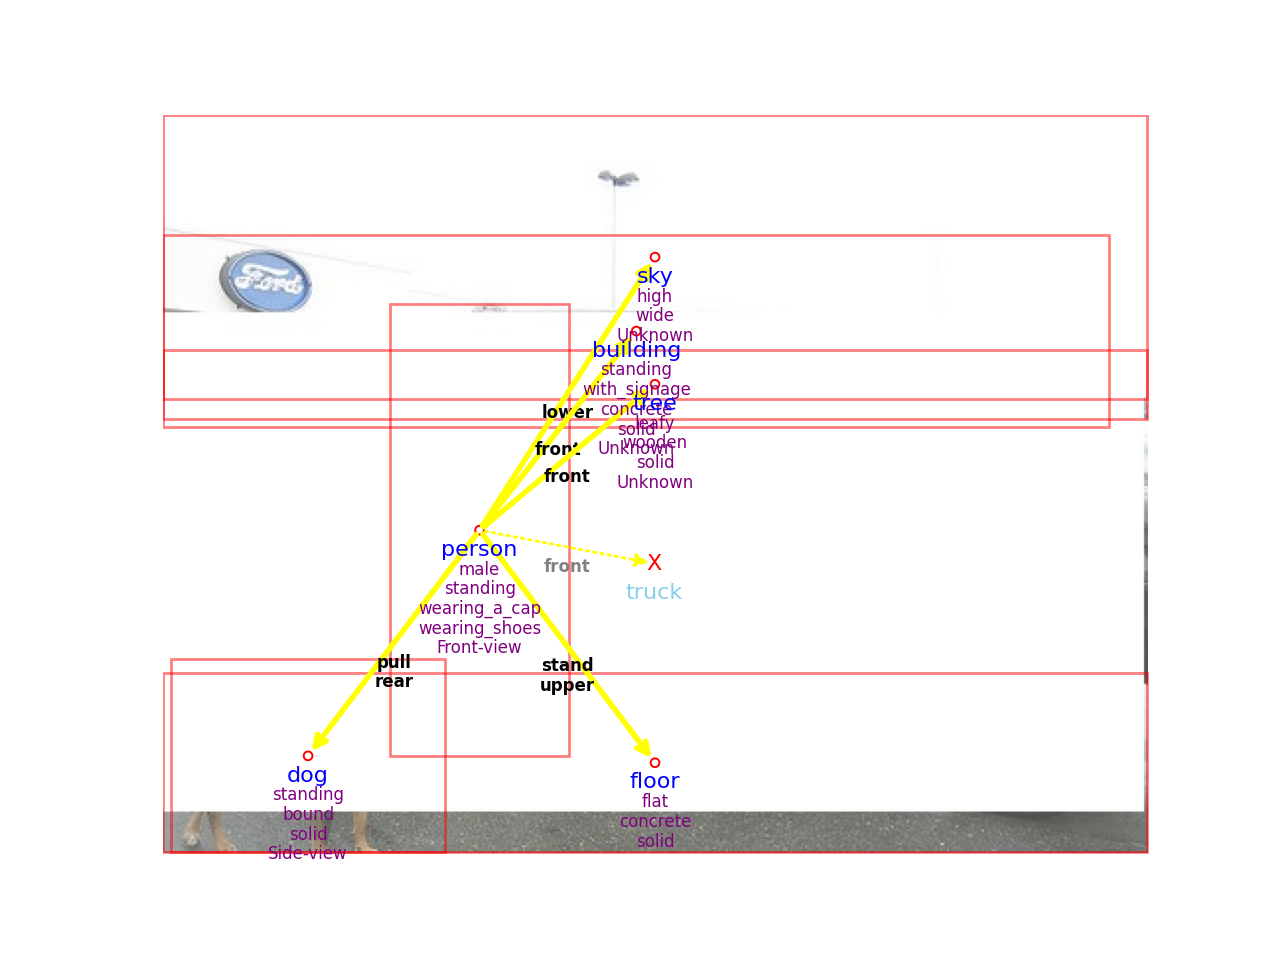 Ford
sky
high
wide
Unknown
building
standing
with_signage
concrete
solid
Unknown
tree
leafy
wooden
solid
Unknown
lower
front
front
person
male
standing
wearing_a_cap
wearing_shoes
Front-view
front
X
truck
pull
rear
stand
upper
dog
standing
bound
solid
Side-view
floor
flat
concrete
solid